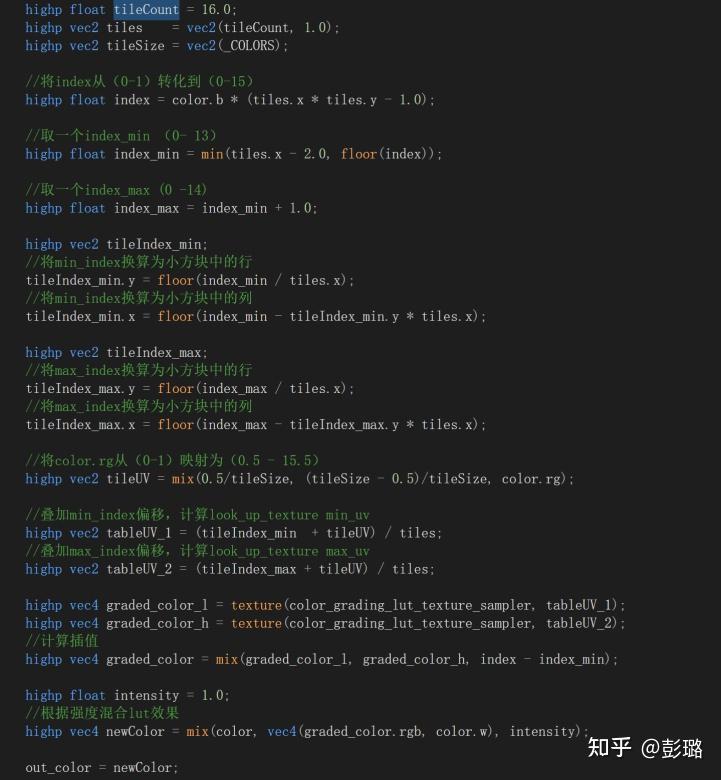 highp float tileCount = 16.0;
highp vec2 tiles = vec2(tileCount, 1.0);
highp vec2 tileSize = vec2(_COLORS);
//将index从（0-1）转化到（0-15）
highp float index = color.b * (tiles.x * tiles.y - 1.0);
//取一个index_min （0- 13）
highp float index_min = min(tiles.x - 2.0, floor(index));
//取一个index_max (0 -14)
highp float index_max = index_min + 1.0;
highp vec2 tileIndex_min;
//将min_index换算为小方块中的行
tileIndex_min.y = floor(index_min / tiles.x);
//将min_index换算为小方块中的列
tileIndex_min.x = floor(index_min - tileIndex_min.y * tiles.x);
highp vec2 tileIndex_max;
//将max_index换算为小方块中的行
tileIndex_max.y = floor(index_max / tiles.x);
//将max_index换算为小方块中的列
tileIndex_max.x = floor(index_max - tileIndex_max.y * tiles.x);
//将color.rg从（0-1）映射为（0.5 - 15.5）
highp vec2 tileUV = mix(0.5/tileSize, (tileSize - 0.5)/tileSize, color.rg);
//叠加min_index偏移，计算look_up_texture min_uv
highp vec2 tableUV_1 = (tileIndex_min + tileUV) / tiles;
//叠加max_index偏移，计算look_up_texture max_uv
highp vec2 tableUV_2 = (tileIndex_max + tileUV) / tiles;
highp vec4 graded_color_l = texture(color_grading_lut_texture_sampler, tableUV_1);
highp vec4 graded_color_h = texture(color_grading_lut_texture_sampler, tableUV_2);
//计算插值
highp vec4 graded_color = mix(graded_color_l, graded_color_h, index - index_min);
highp float intensity = 1.0;
//根据强度混合lut效果
highp vec4 newColor = mix(color, vec4(graded_color.rgb, color.w), intensity);
out_color = newColor;
知乎 @彭璐